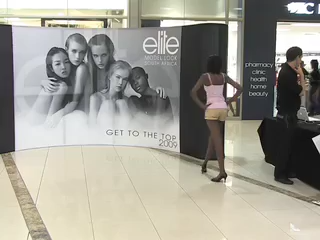 elite
MODEL LOOK
SOUTH AFRICA
GET TO THE TOP
2009
pharmacy
clinic
health
home
beauty